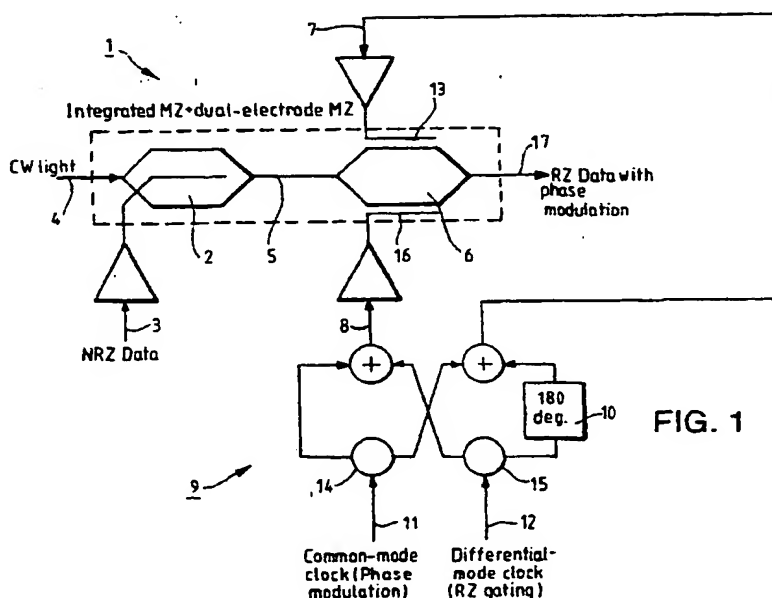 7
1
Integrated MZ+dual-electrode MZ
13
17
CW light
4
2
5
6
16
RZ Data with
phase
modulation
3
NRZ Data
8
+
+
180
deg.
10
FIG. 1
9
14
15
11
12
Common-mode
clock (Phase
modulation)
Differential-
mode clock
(RZ gating)